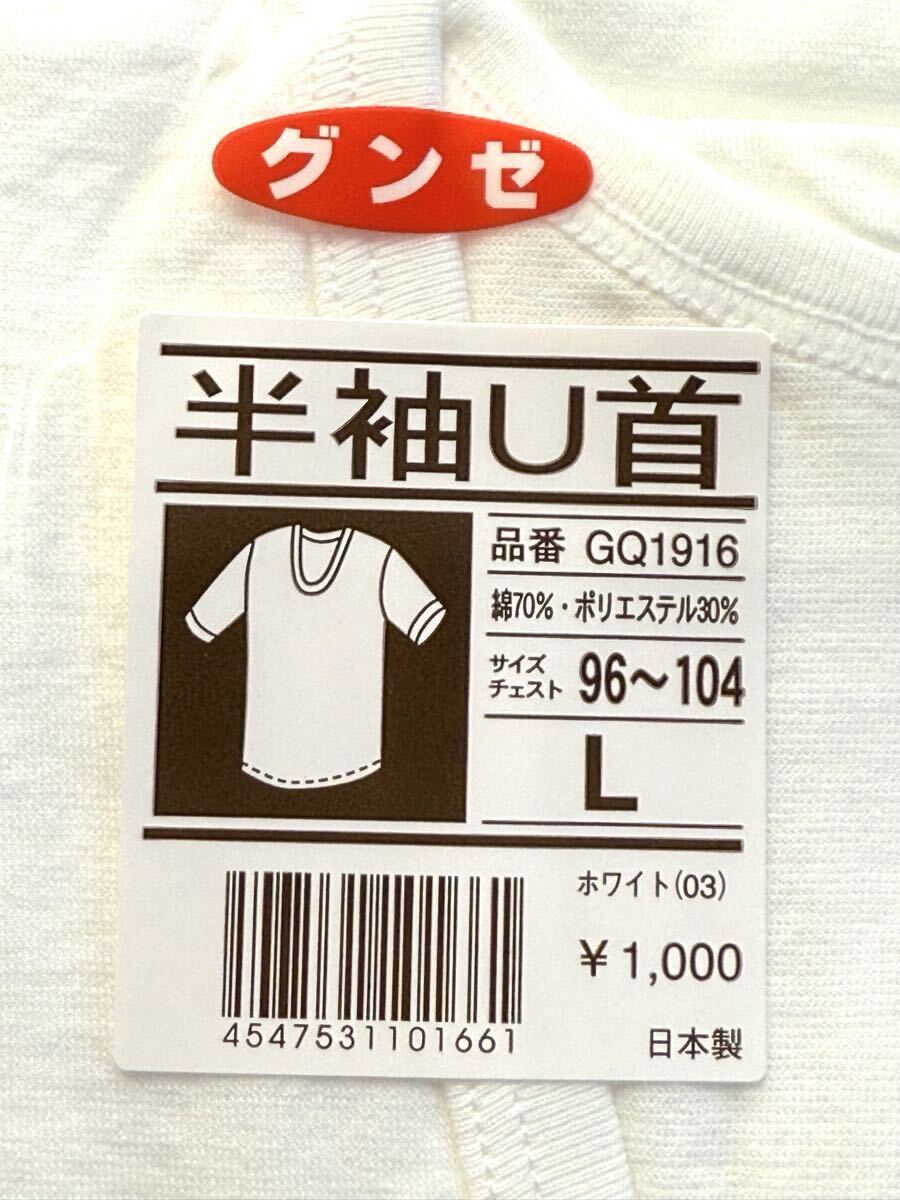 グンゼ
半袖U首
品番 GQ1916
綿70%・ポリエステル30%
サイズ
チェスト 96〜104
L
ホワイト(03)
¥1,000
4547531101661
日本製